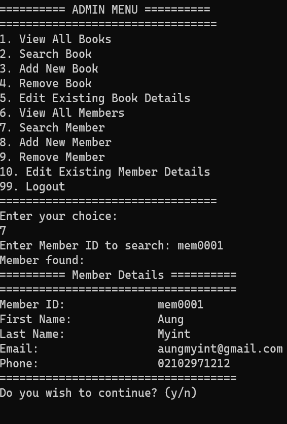 ========== ADMIN MENU ==========
=================================
1. View All Books
2. Search Book
3. Add New Book
4. Remove Book
5. Edit Existing Book Details
6. View All Members
7. Search Member
8. Add New Member
9. Remove Member
10. Edit Existing Member Details
99. Logout
=================================
Enter your choice:
7
Enter Member ID to search: mem0001
Member found:
========== Member Details ==========
====================================
Member ID: mem0001
First Name: Aung
Last Name: Myint
Email: aungmyint@gmail.com
Phone: 02102971212
====================================
Do you wish to continue? (y/n)